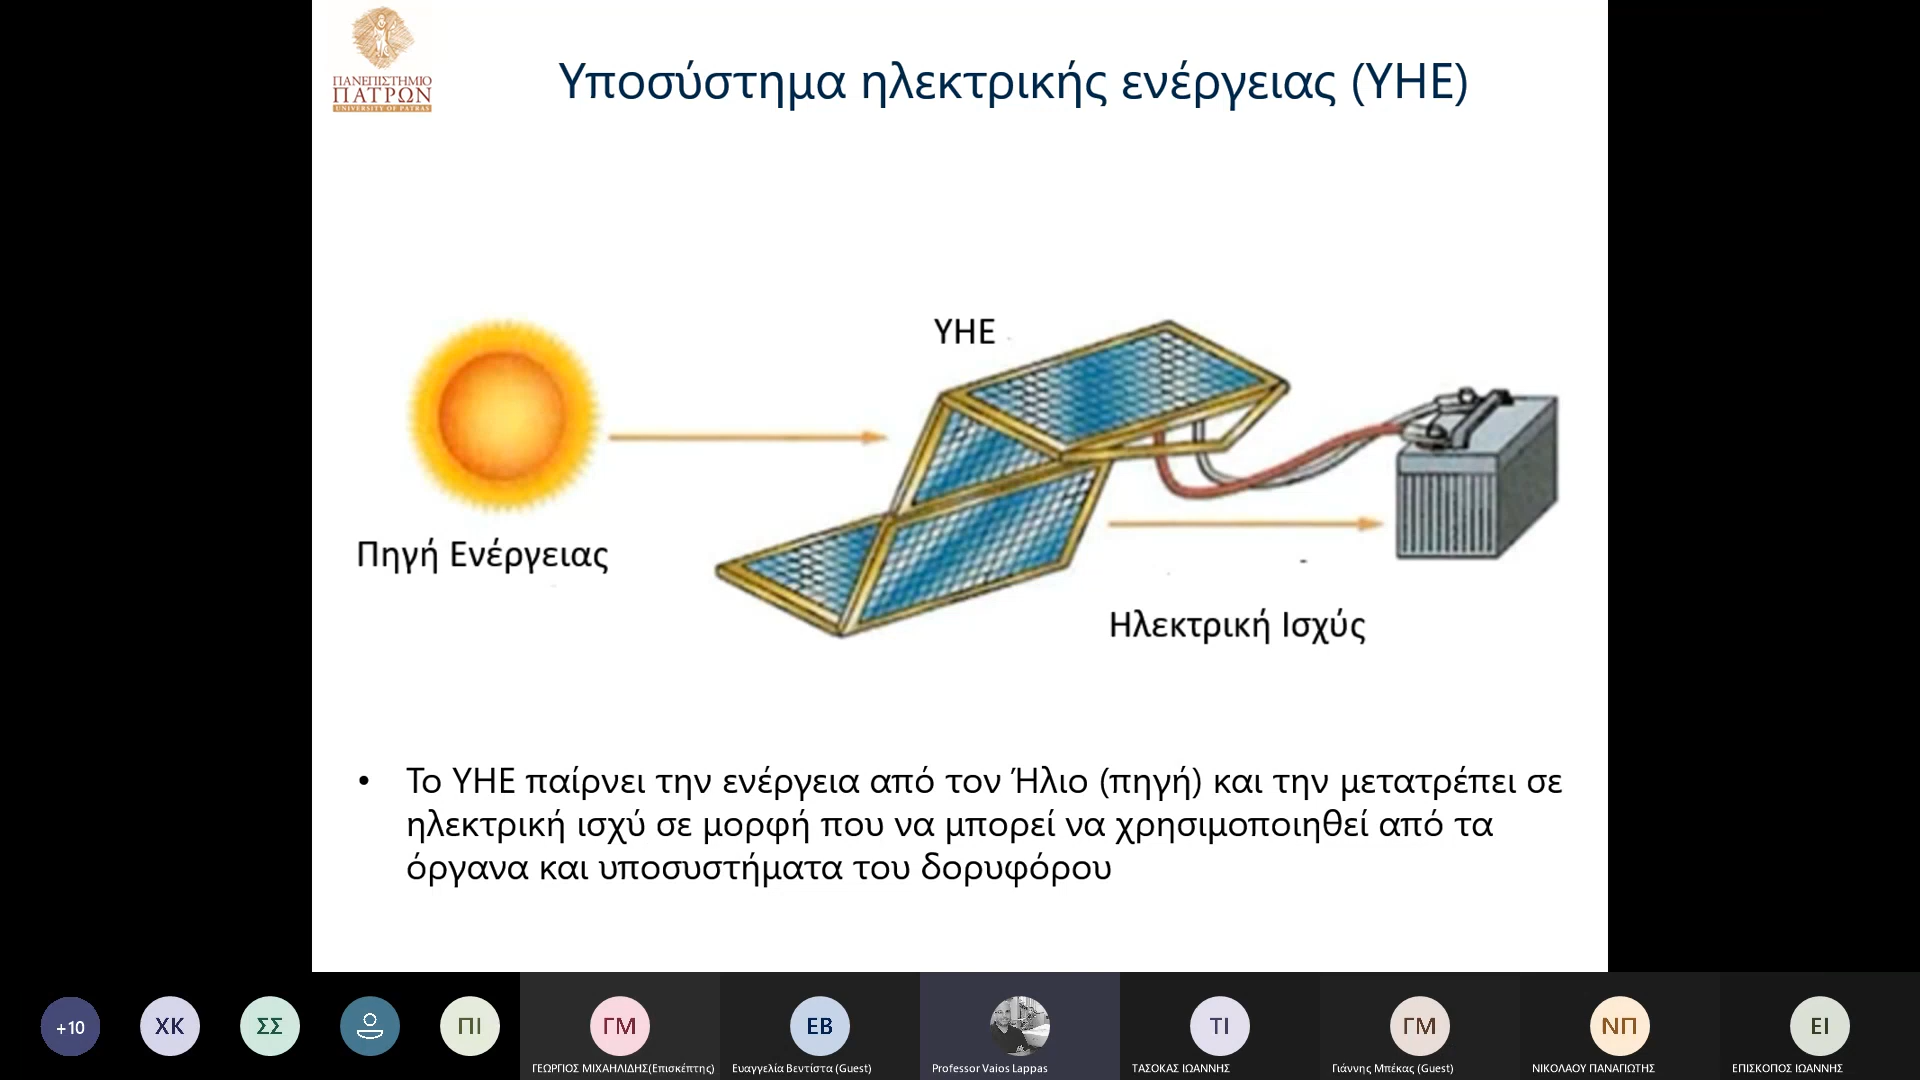 ΠΑΝΕΠΙΣΤΗΜΙΟ
ΠΑΤΡΩΝ
UNIVERSITY OF PATRAS
Υποσύστημα ηλεκτρικής ενέργειας (ΥΗΕ)
ΥΗΕ
Πηγή Ενέργειας
Ηλεκτρική Ισχύς
• Το ΥΗΕ παίρνει την ενέργεια από τον Ήλιο (πηγή) και την μετατρέπει σε
ηλεκτρική ισχύ σε μορφή που να μπορεί να χρησιμοποιηθεί από τα
όργανα και υποσυστήματα του δορυφόρου
+10
ΧΚ
ΣΣ
ΠΙ
ΓΜ
ΕΒ
ΤΙ
ΓΜ
ΝΠ
ΕΙ
ΓΕΩΡΓΙΟΣ ΜΙΧΑΗΛΙΔΗΣ(Επισκέπτης)
Ευαγγελία Βεντίστα (Guest)
Professor Vaios Lappas
ΤΑΣΟΚΑΣ ΙΩΑΝΝΗΣ
Γιάννης Μπέκας (Guest)
ΝΙΚΟΛΑΟΥ ΠΑΝΑΓΙΩΤΗΣ
ΕΠΙΣΚΟΠΟΣ ΙΩΑΝΝΗΣ